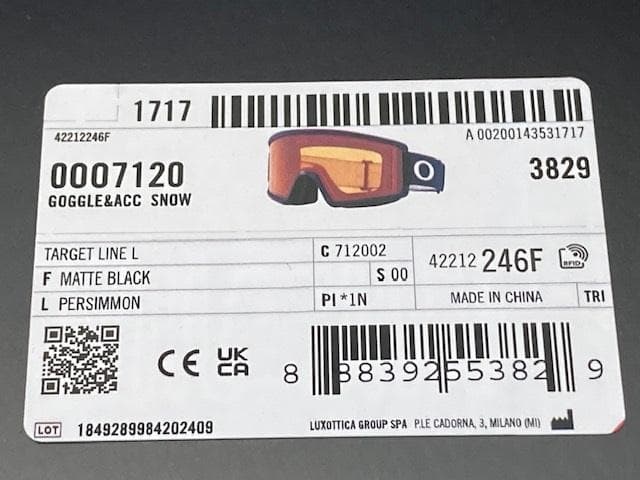 1717
42212246F
A 00200143531717
0007120
3829
GOGGLE&ACC SNOW
TARGET LINE L
C 712002
F MATTE BLACK
S 00
42212 246F
RFID
L PERSIMMON
PI *1N
MADE IN CHINA
TRI
CE UK CA
8 888392553829 9
LOT 1849289984202409
LUXOTTICA GROUP SPA P.LE CADORNA, 3, MILANO (MI)